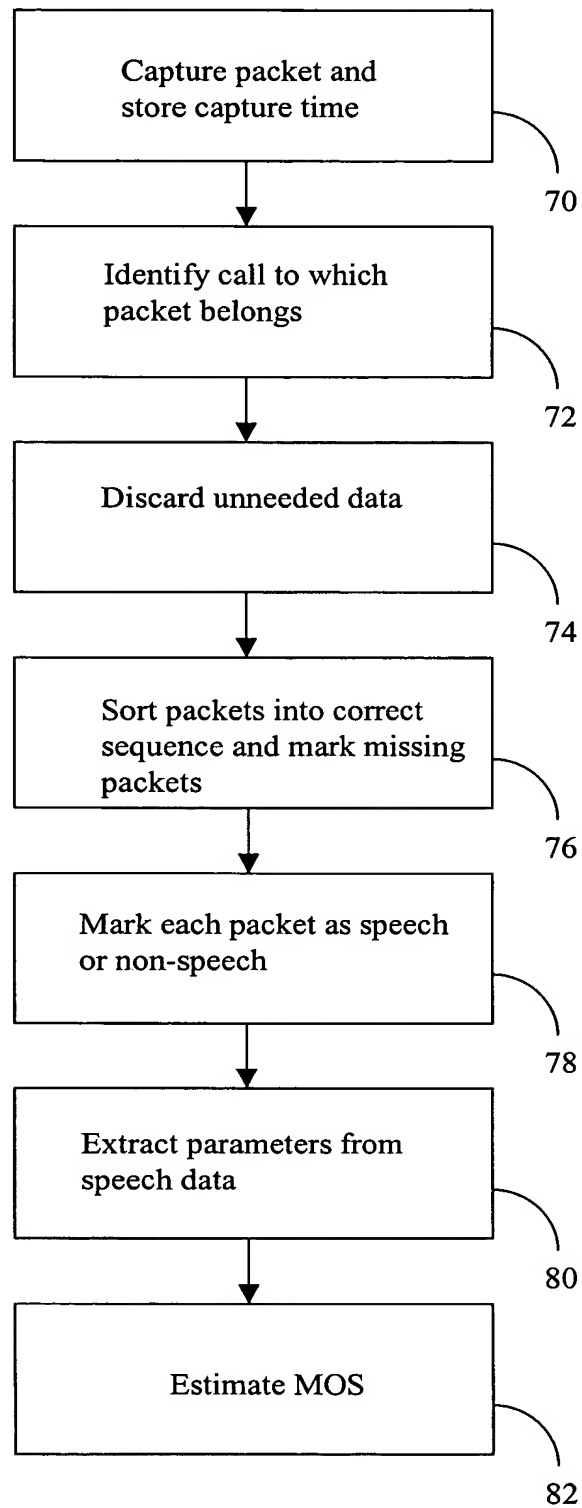 Capture packet and
store capture time
70
Identify call to which
packet belongs
72
Discard unneeded data
74
Sort packets into correct
sequence and mark missing
packets
76
Mark each packet as speech
or non-speech
78
Extract parameters from
speech data
80
Estimate MOS
82